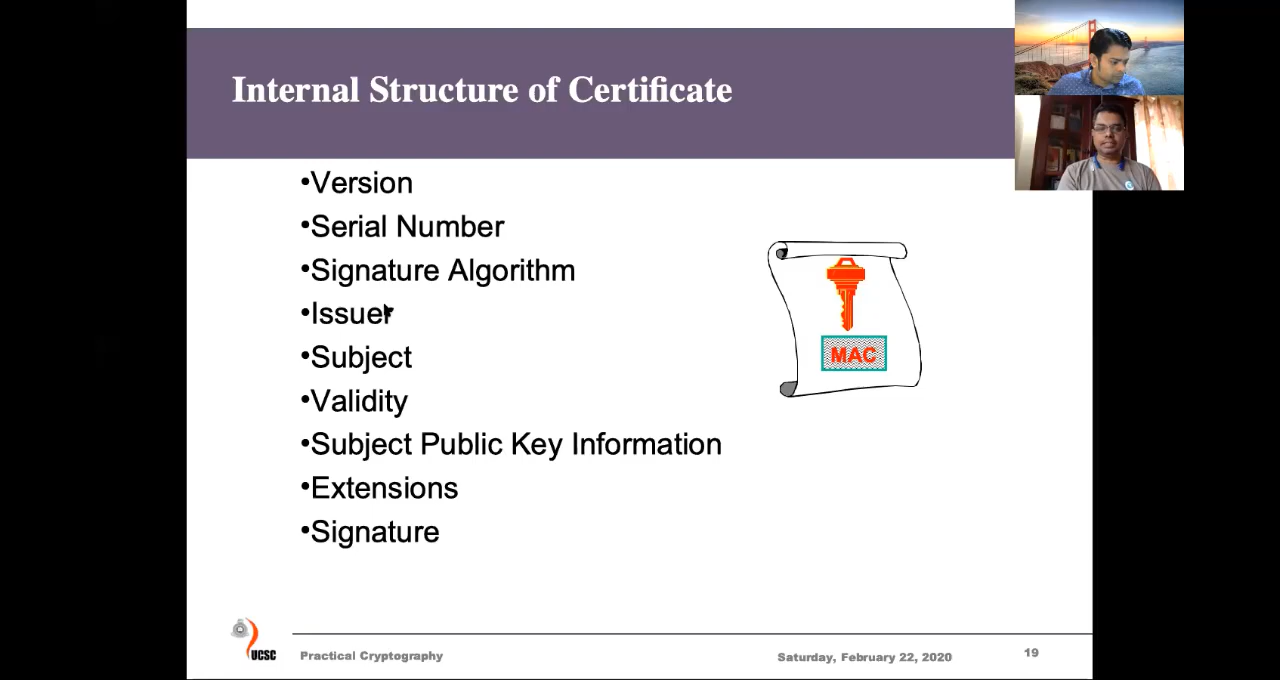 Internal Structure of Certificate
•Version
•Serial Number
•Signature Algorithm
•Issuer
•Subject
•Validity
•Subject Public Key Information
•Extensions
•Signature
MAC
UCSC
Practical Cryptography
Saturday, February 22, 2020
19